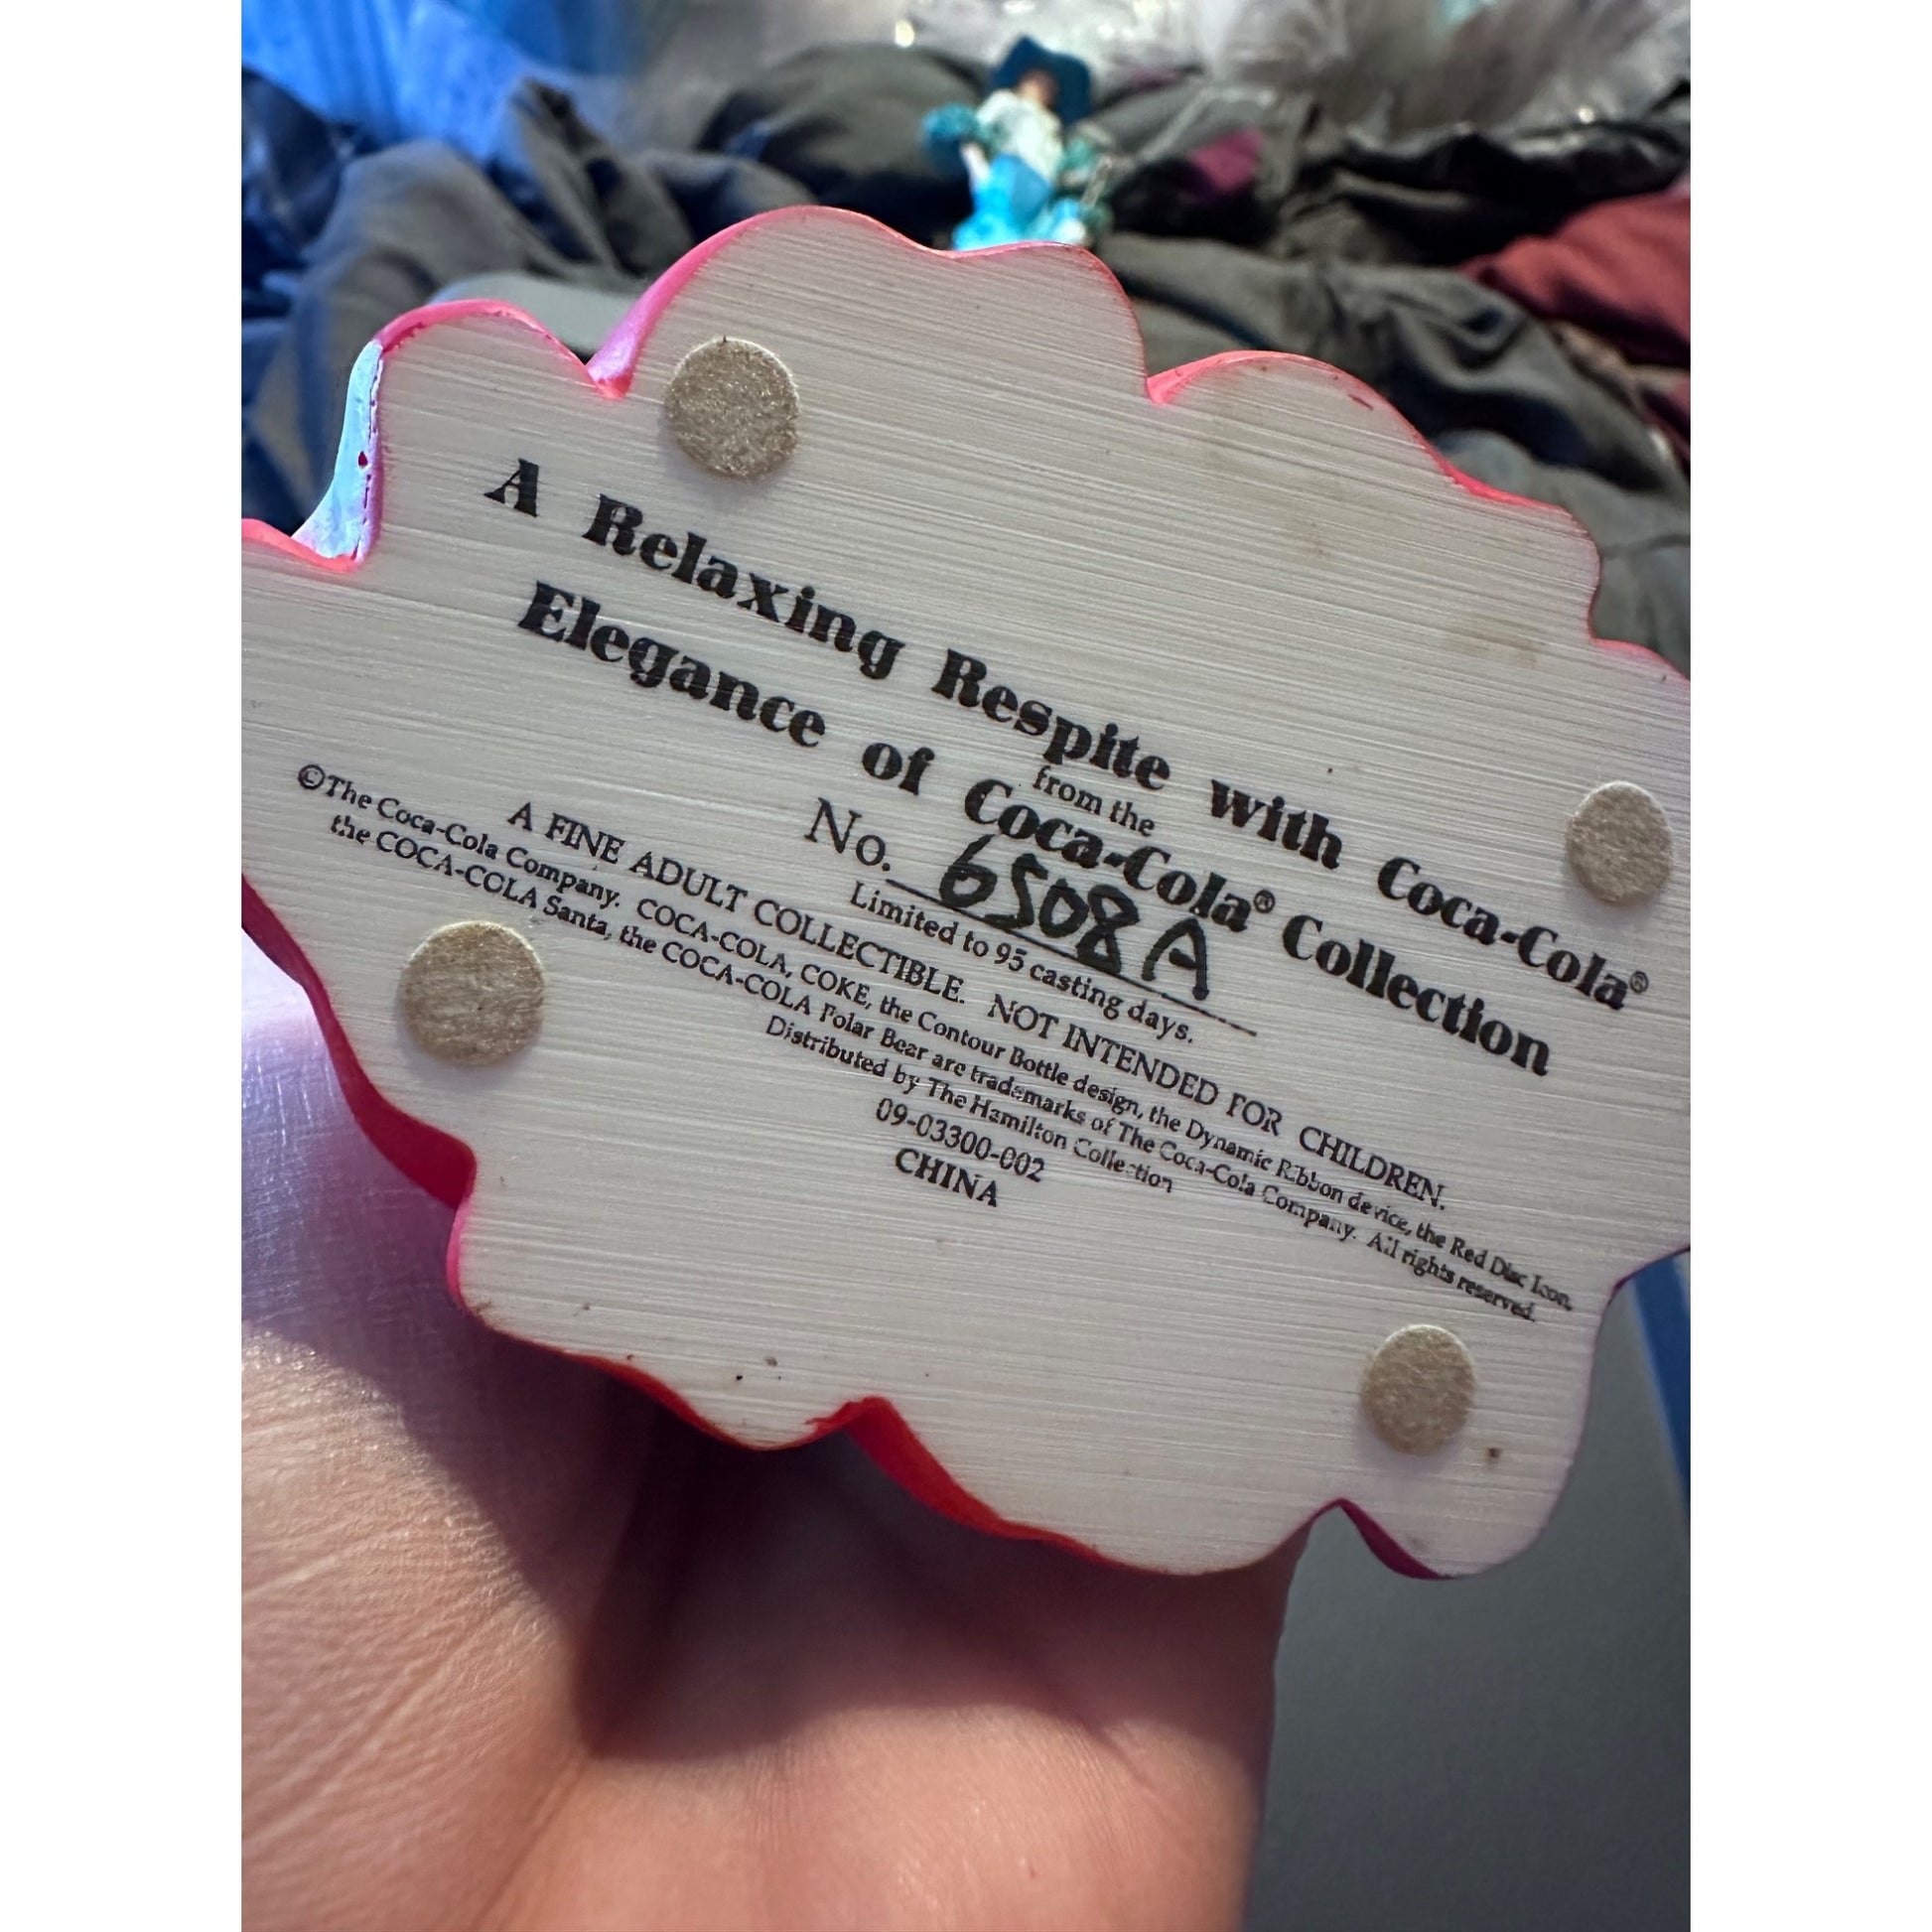 A Relaxing Respite with Coca-Cola®
from the
Elegance of Coca-Cola® Collection
No. 6508A
Limited to 95 casting days.
A FINE ADULT COLLECTIBLE. NOT INTENDED FOR CHILDREN.
©The Coca-Cola Company. COCA-COLA, COKE, the Contour Bottle design, the Dynamic Ribbon device, the Red Disc Icon,
the COCA-COLA Santa, the COCA-COLA Polar Bear are trademarks of The Coca-Cola Company. All rights reserved.
Distributed by The Hamilton Collection
09-03300-002
CHINA